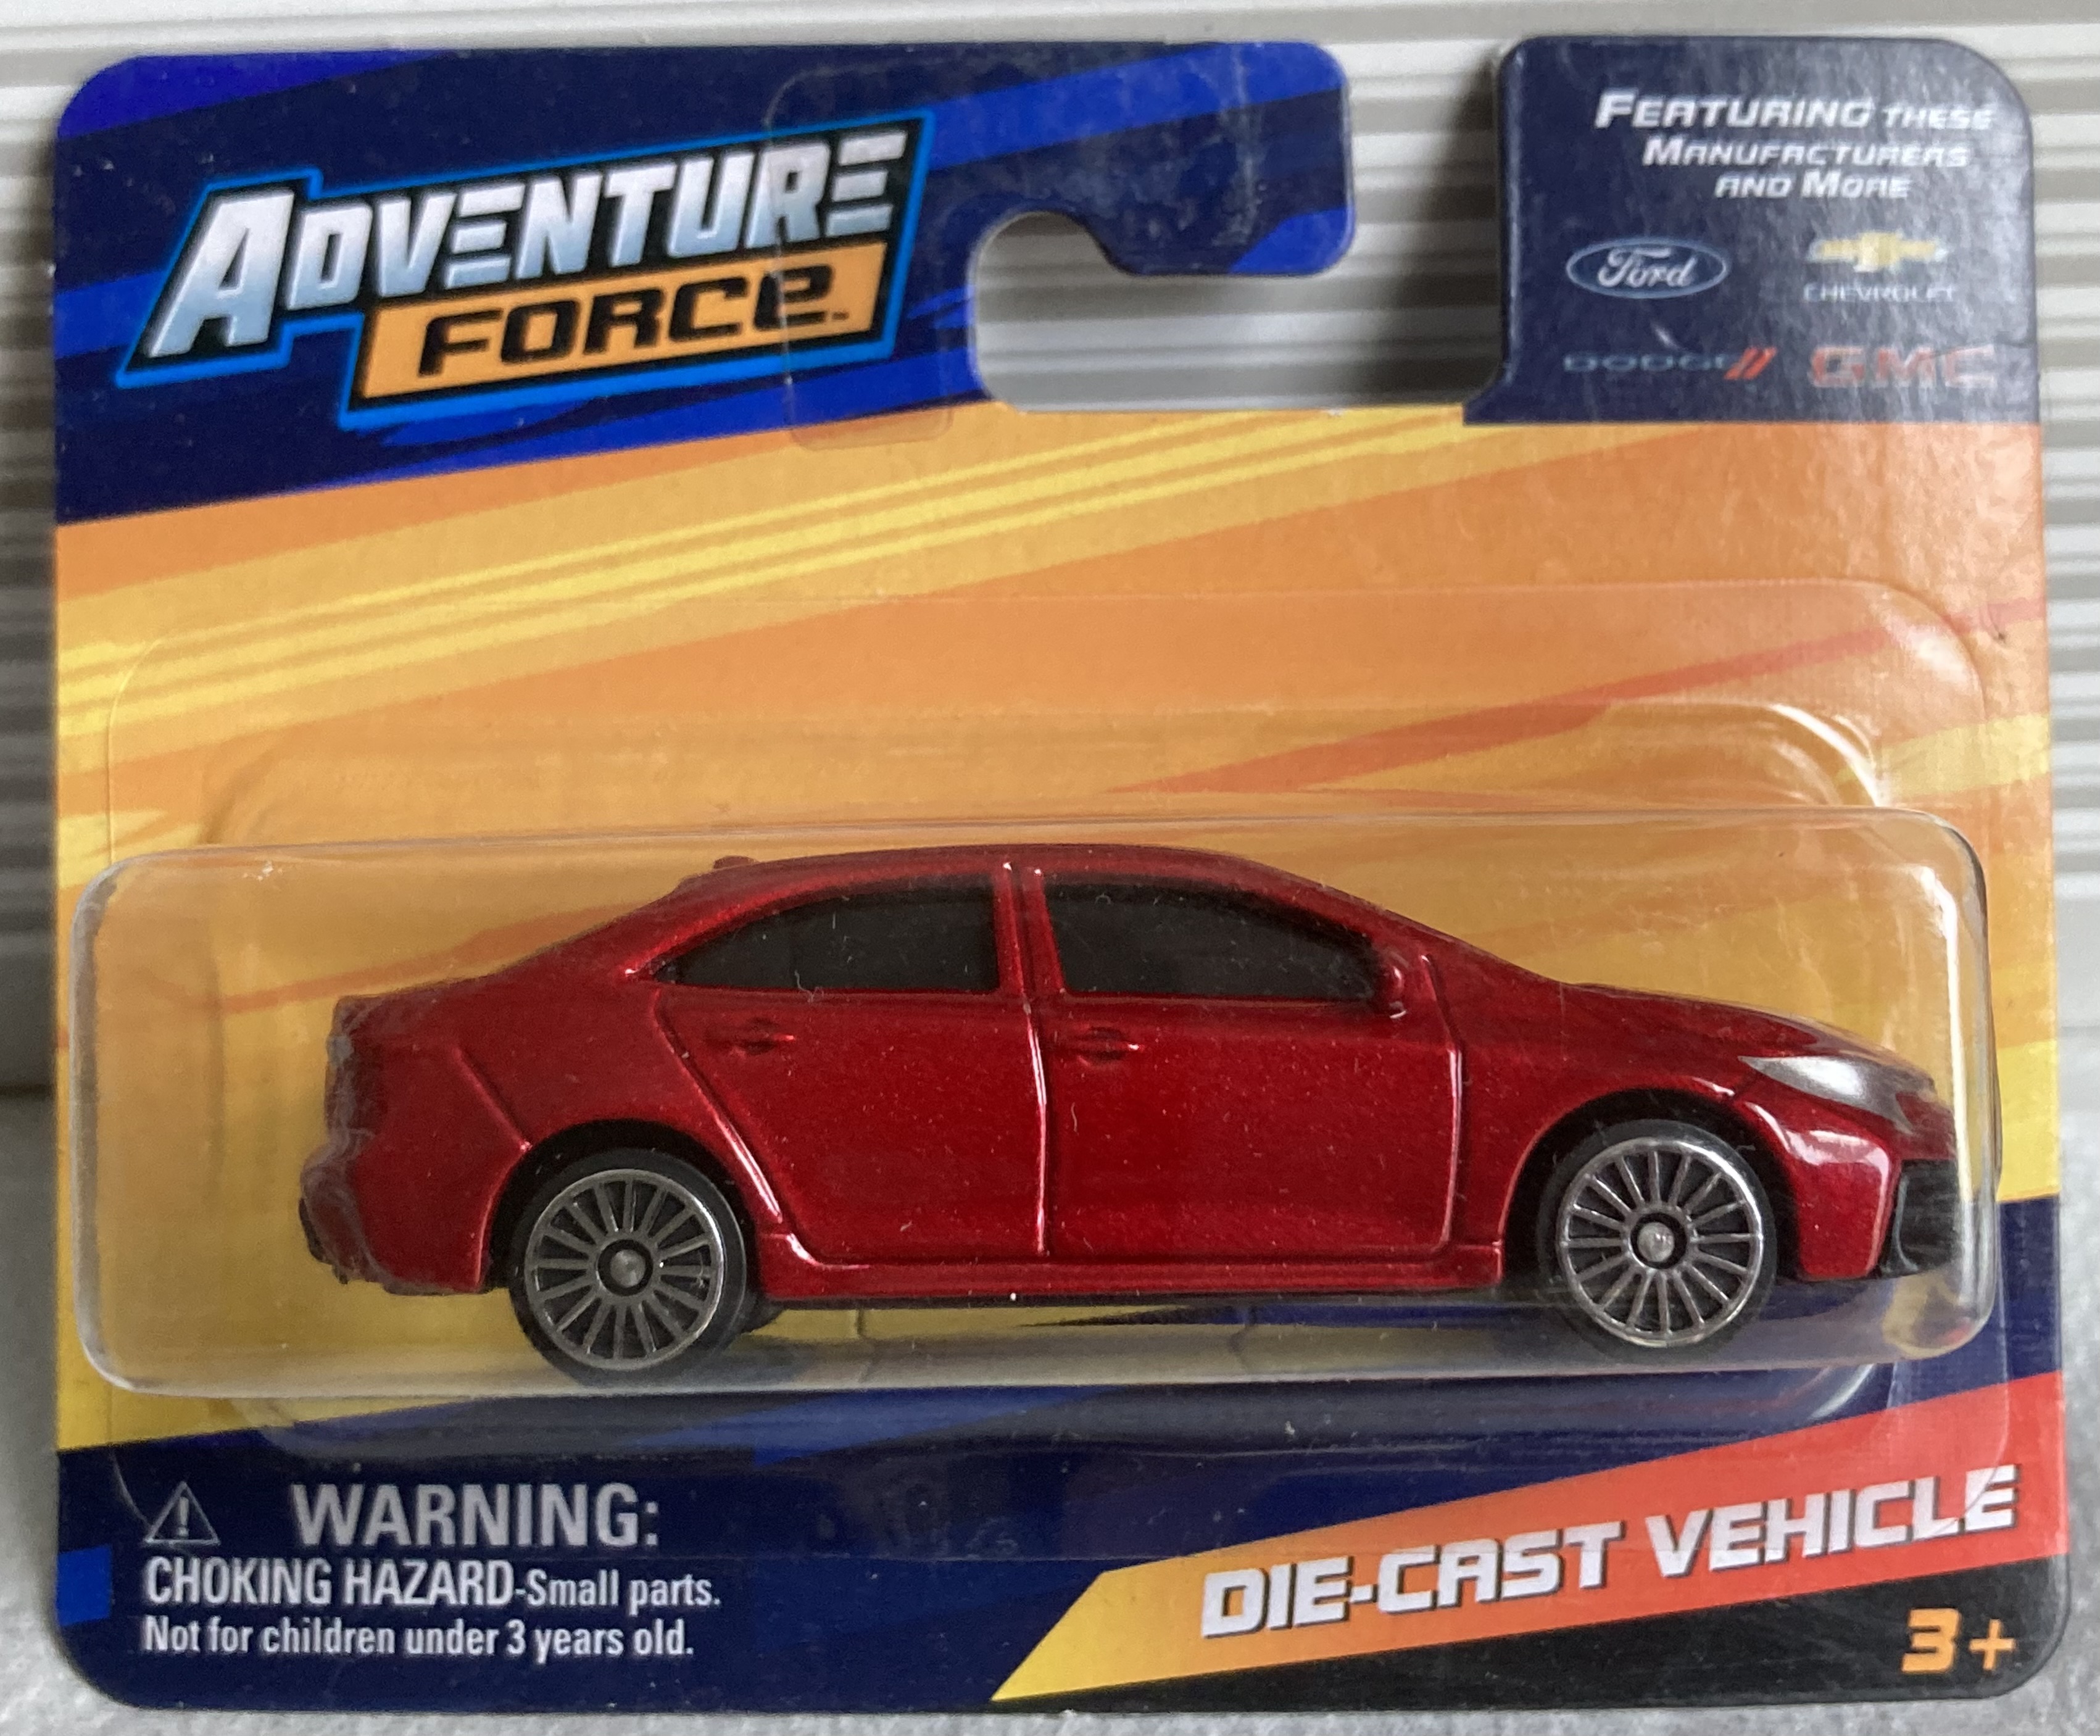 ADVENTURE
FORCE™
FEATURING THESE
MANUFACTURERS
AND MORE
Ford
CHEVROLET
DODGE
GMC
WARNING:
CHOKING HAZARD-Small parts.
Not for children under 3 years old.
DIE-CAST VEHICLE
3+